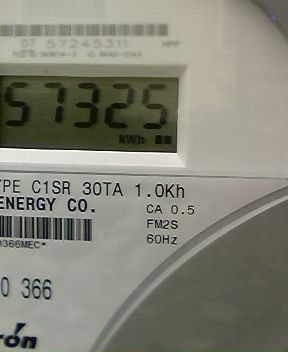 07 57245311
57325
kWh
YPE C1SR 30TA 1.0Kh
ENERGY CO.
CA 0.5
FM2S
60Hz
0366MEC*
0 366
rón